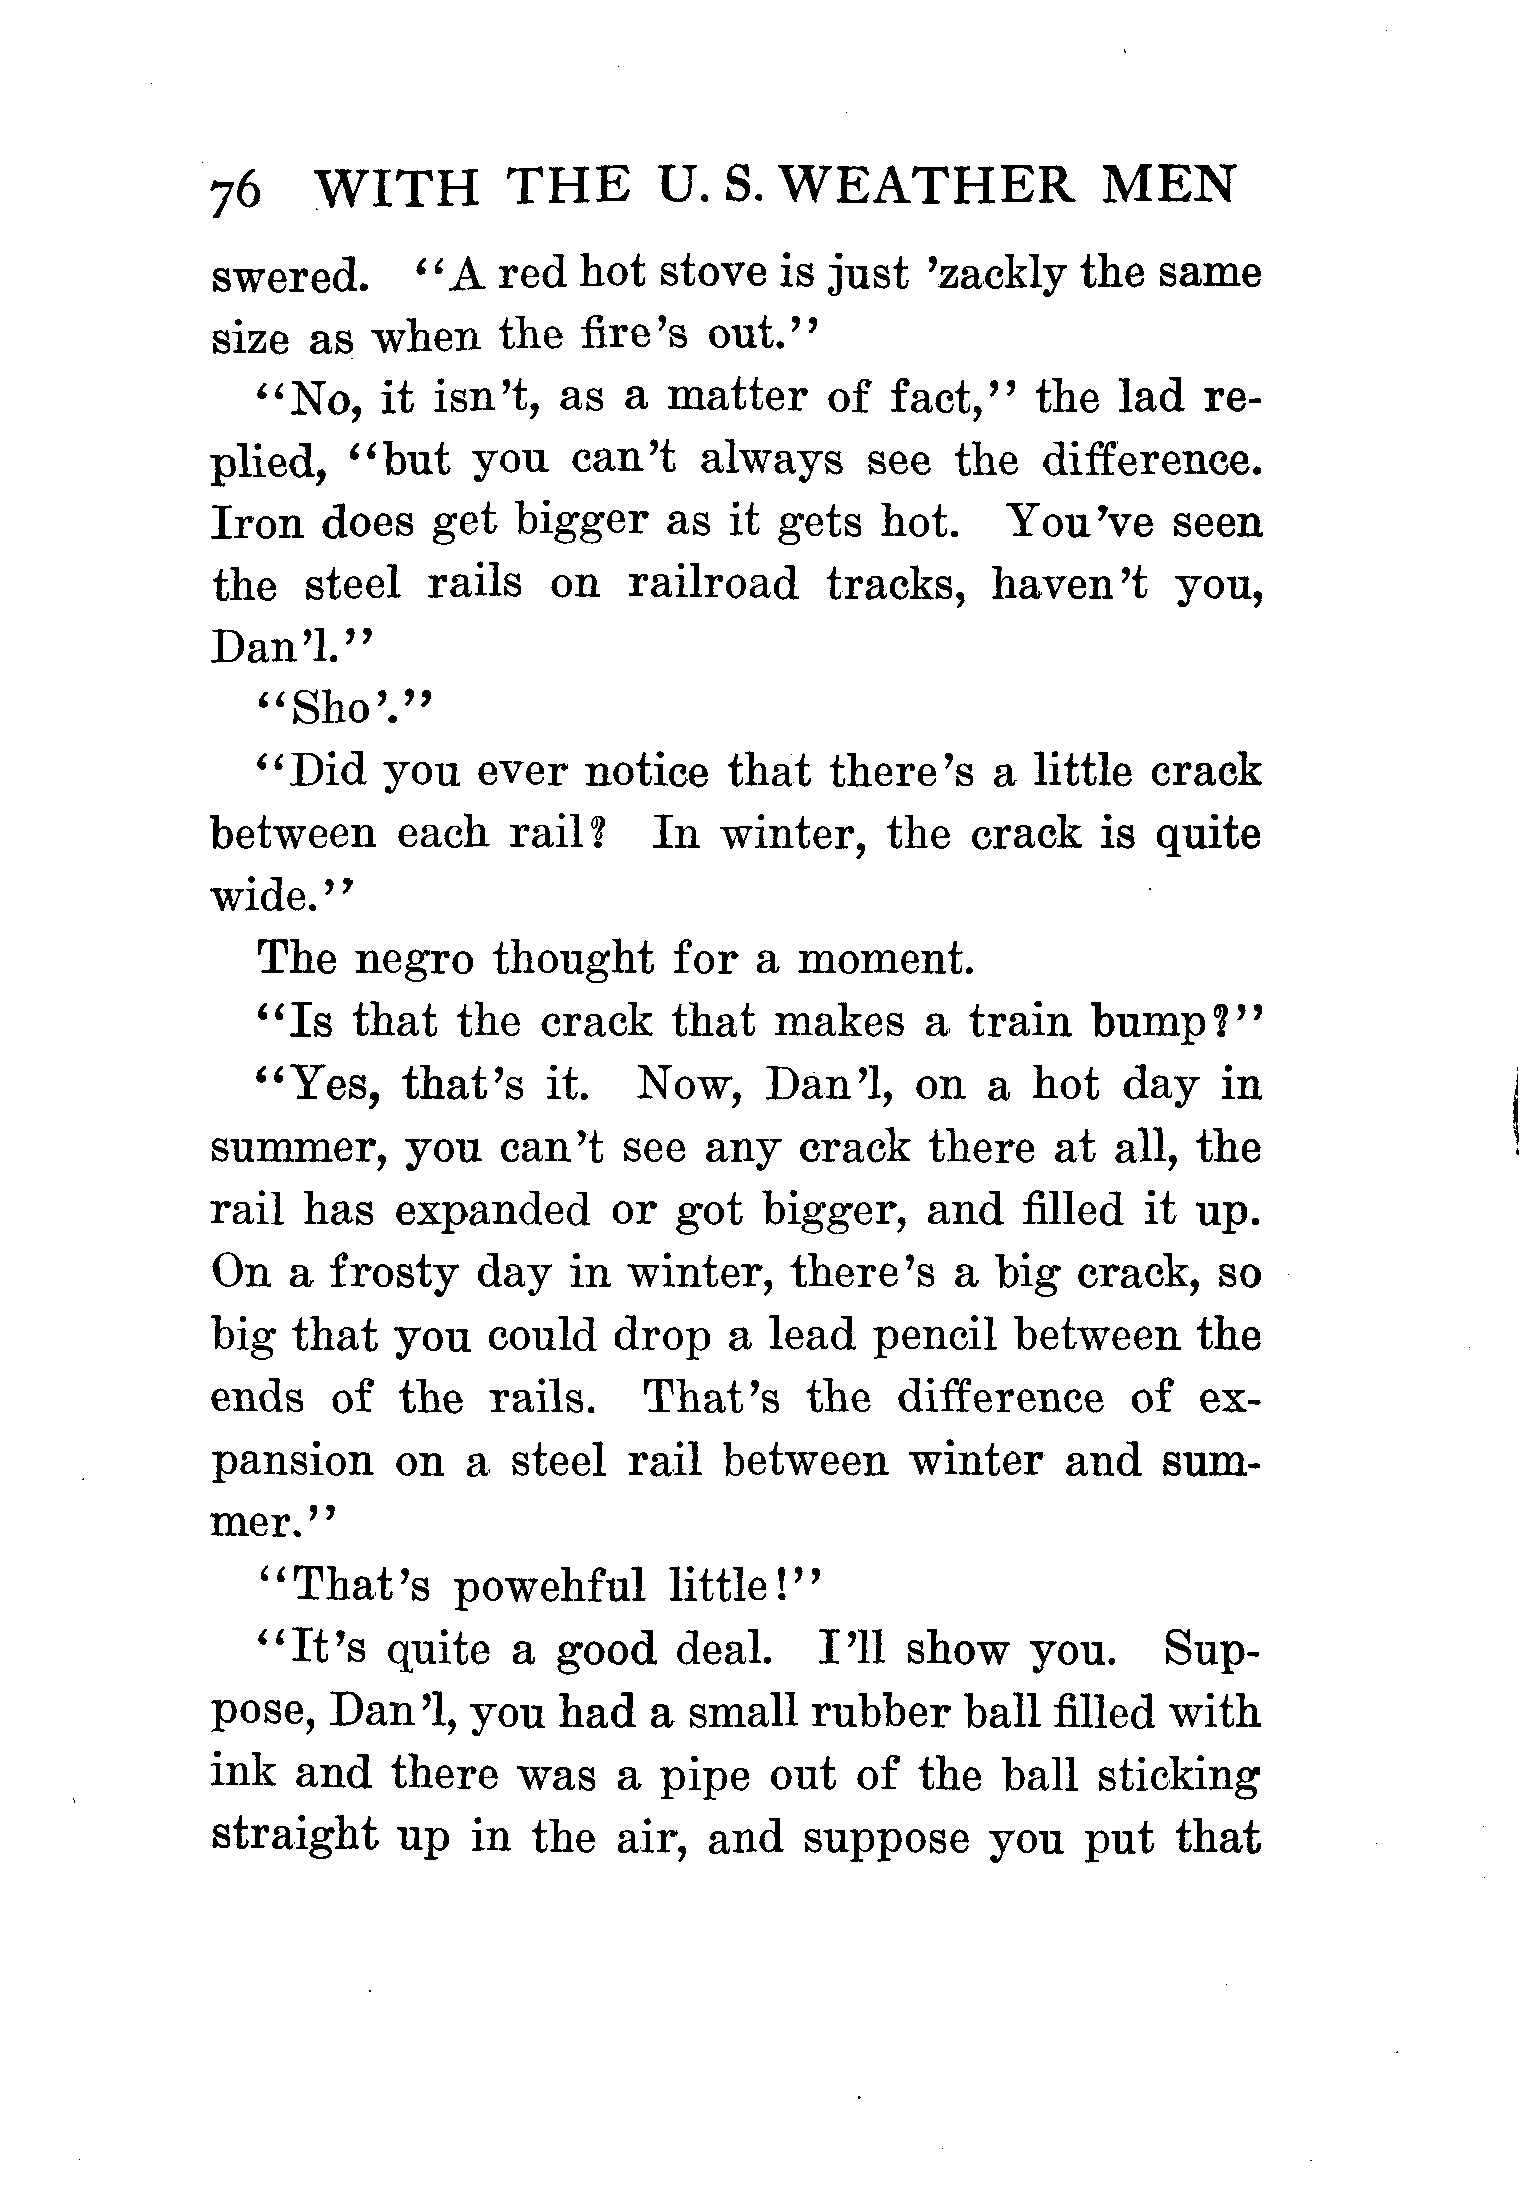 76 WITH THE U. S. WEATHER MEN
swered. "A red hot stove is just 'zackly the same
size as when the fire's out."
"No, it isn't, as a matter of fact," the lad re-
plied, "but you can't always see the difference.
Iron does get bigger as it gets hot. You've seen
the steel rails on railroad tracks, haven't you,
Dan'l."
"Sho'."
"Did you ever notice that there's a little crack
between each rail? In winter, the crack is quite
wide."
The negro thought for a moment.
"Is that the crack that makes a train bump?"
"Yes, that's it. Now, Dan'l, on a hot day in
summer, you can't see any crack there at all, the
rail has expanded or got bigger, and filled it up.
On a frosty day in winter, there's a big crack, so
big that you could drop a lead pencil between the
ends of the rails. That's the difference of ex-
pansion on a steel rail between winter and sum-
mer."
"That's powehful little!"
"It's quite a good deal. I'll show you. Sup-
pose, Dan'l, you had a small rubber ball filled with
ink and there was a pipe out of the ball sticking
straight up in the air, and suppose you put that